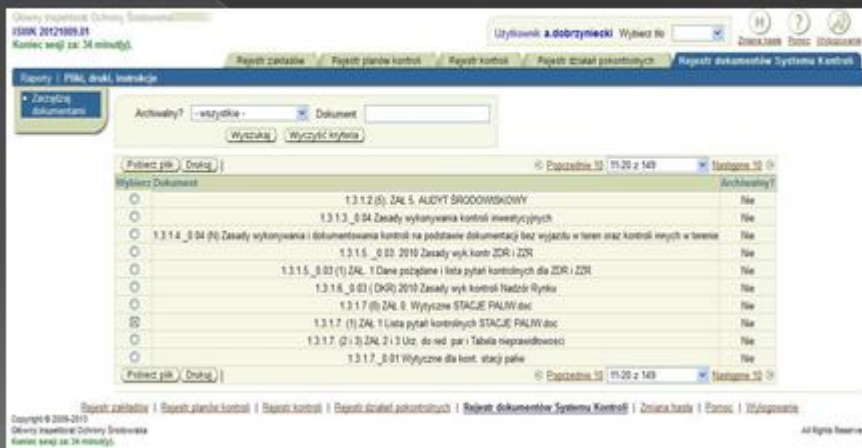 Główny Inspektorat Ochrony Środowiska
ISWK 20121009.01
Koniec sesji za: 34 minut(y).
Użytkownik: a.dobrzyniecki Wybierz tło
Zmiana hasła Pomoc Wylogowanie
Rejestr zakładów Rejestr planów kontroli Rejestr kontroli Rejestr działań pokontrolnych Rejestr dokumentów Systemu Kontroli
Raporty | Pliki, druki, instrukcje
Zarządzaj dokumentami
Archiwalny? - wszystkie - Dokument
Wyszukaj Wyczyść kryteria
Pobierz plik Drukuj | Poprzednie 10 11-20 z 149 Następne 10
Wybierz Dokument Archiwalny?
1.3.1.2 (5). ZAŁ 5. AUDYT ŚRODOWISKOWY Nie
1.3.1.3 _0.04 Zasady wykonywania kontroli inwestycyjnych Nie
1.3.1.4 _0.04 (N) Zasady wykonywania i dokumentowania kontroli na podstawie dokumentacji bez wyjazdu w teren oraz kontroli innych w terenie Nie
1.3.1.5 _0.03. 2010 Zasady wyk kontr ZDR i ZZR Nie
1.3.1.5 _0.03 (1) ZAŁ. 1 Dane pożądane i lista pytań kontrolnych dla ZDR i ZZR Nie
1.3.1.6 _0.03 ( DKR) 2010 Zasady wyk kontroli Nadzór Rynku Nie
1.3.1.7 (0) ZAŁ 0. Wytyczne STACJE PALIW.doc Nie
1.3.1.7. (1) ZAŁ 1 Lista pytań kontrolnych STACJE PALIW.doc Nie
1.3.1.7. (2 i 3) ZAŁ 2 i 3 Urz. do red. par i Tabela nieprawidłowości Nie
1.3.1.7 _0.01 Wytyczne dla kont. stacji paliw Nie
Pobierz plik Drukuj | Poprzednie 10 11-20 z 149 Następne 10
Rejestr zakładów | Rejestr planów kontroli | Rejestr kontroli | Rejestr działań pokontrolnych | Rejestr dokumentów Systemu Kontroli | Zmiana hasła | Pomoc | Wylogowanie
Copyright © 2009-2013
Główny Inspektorat Ochrony Środowiska All Rights Reserve
Koniec sesji za: 34 minut(y).